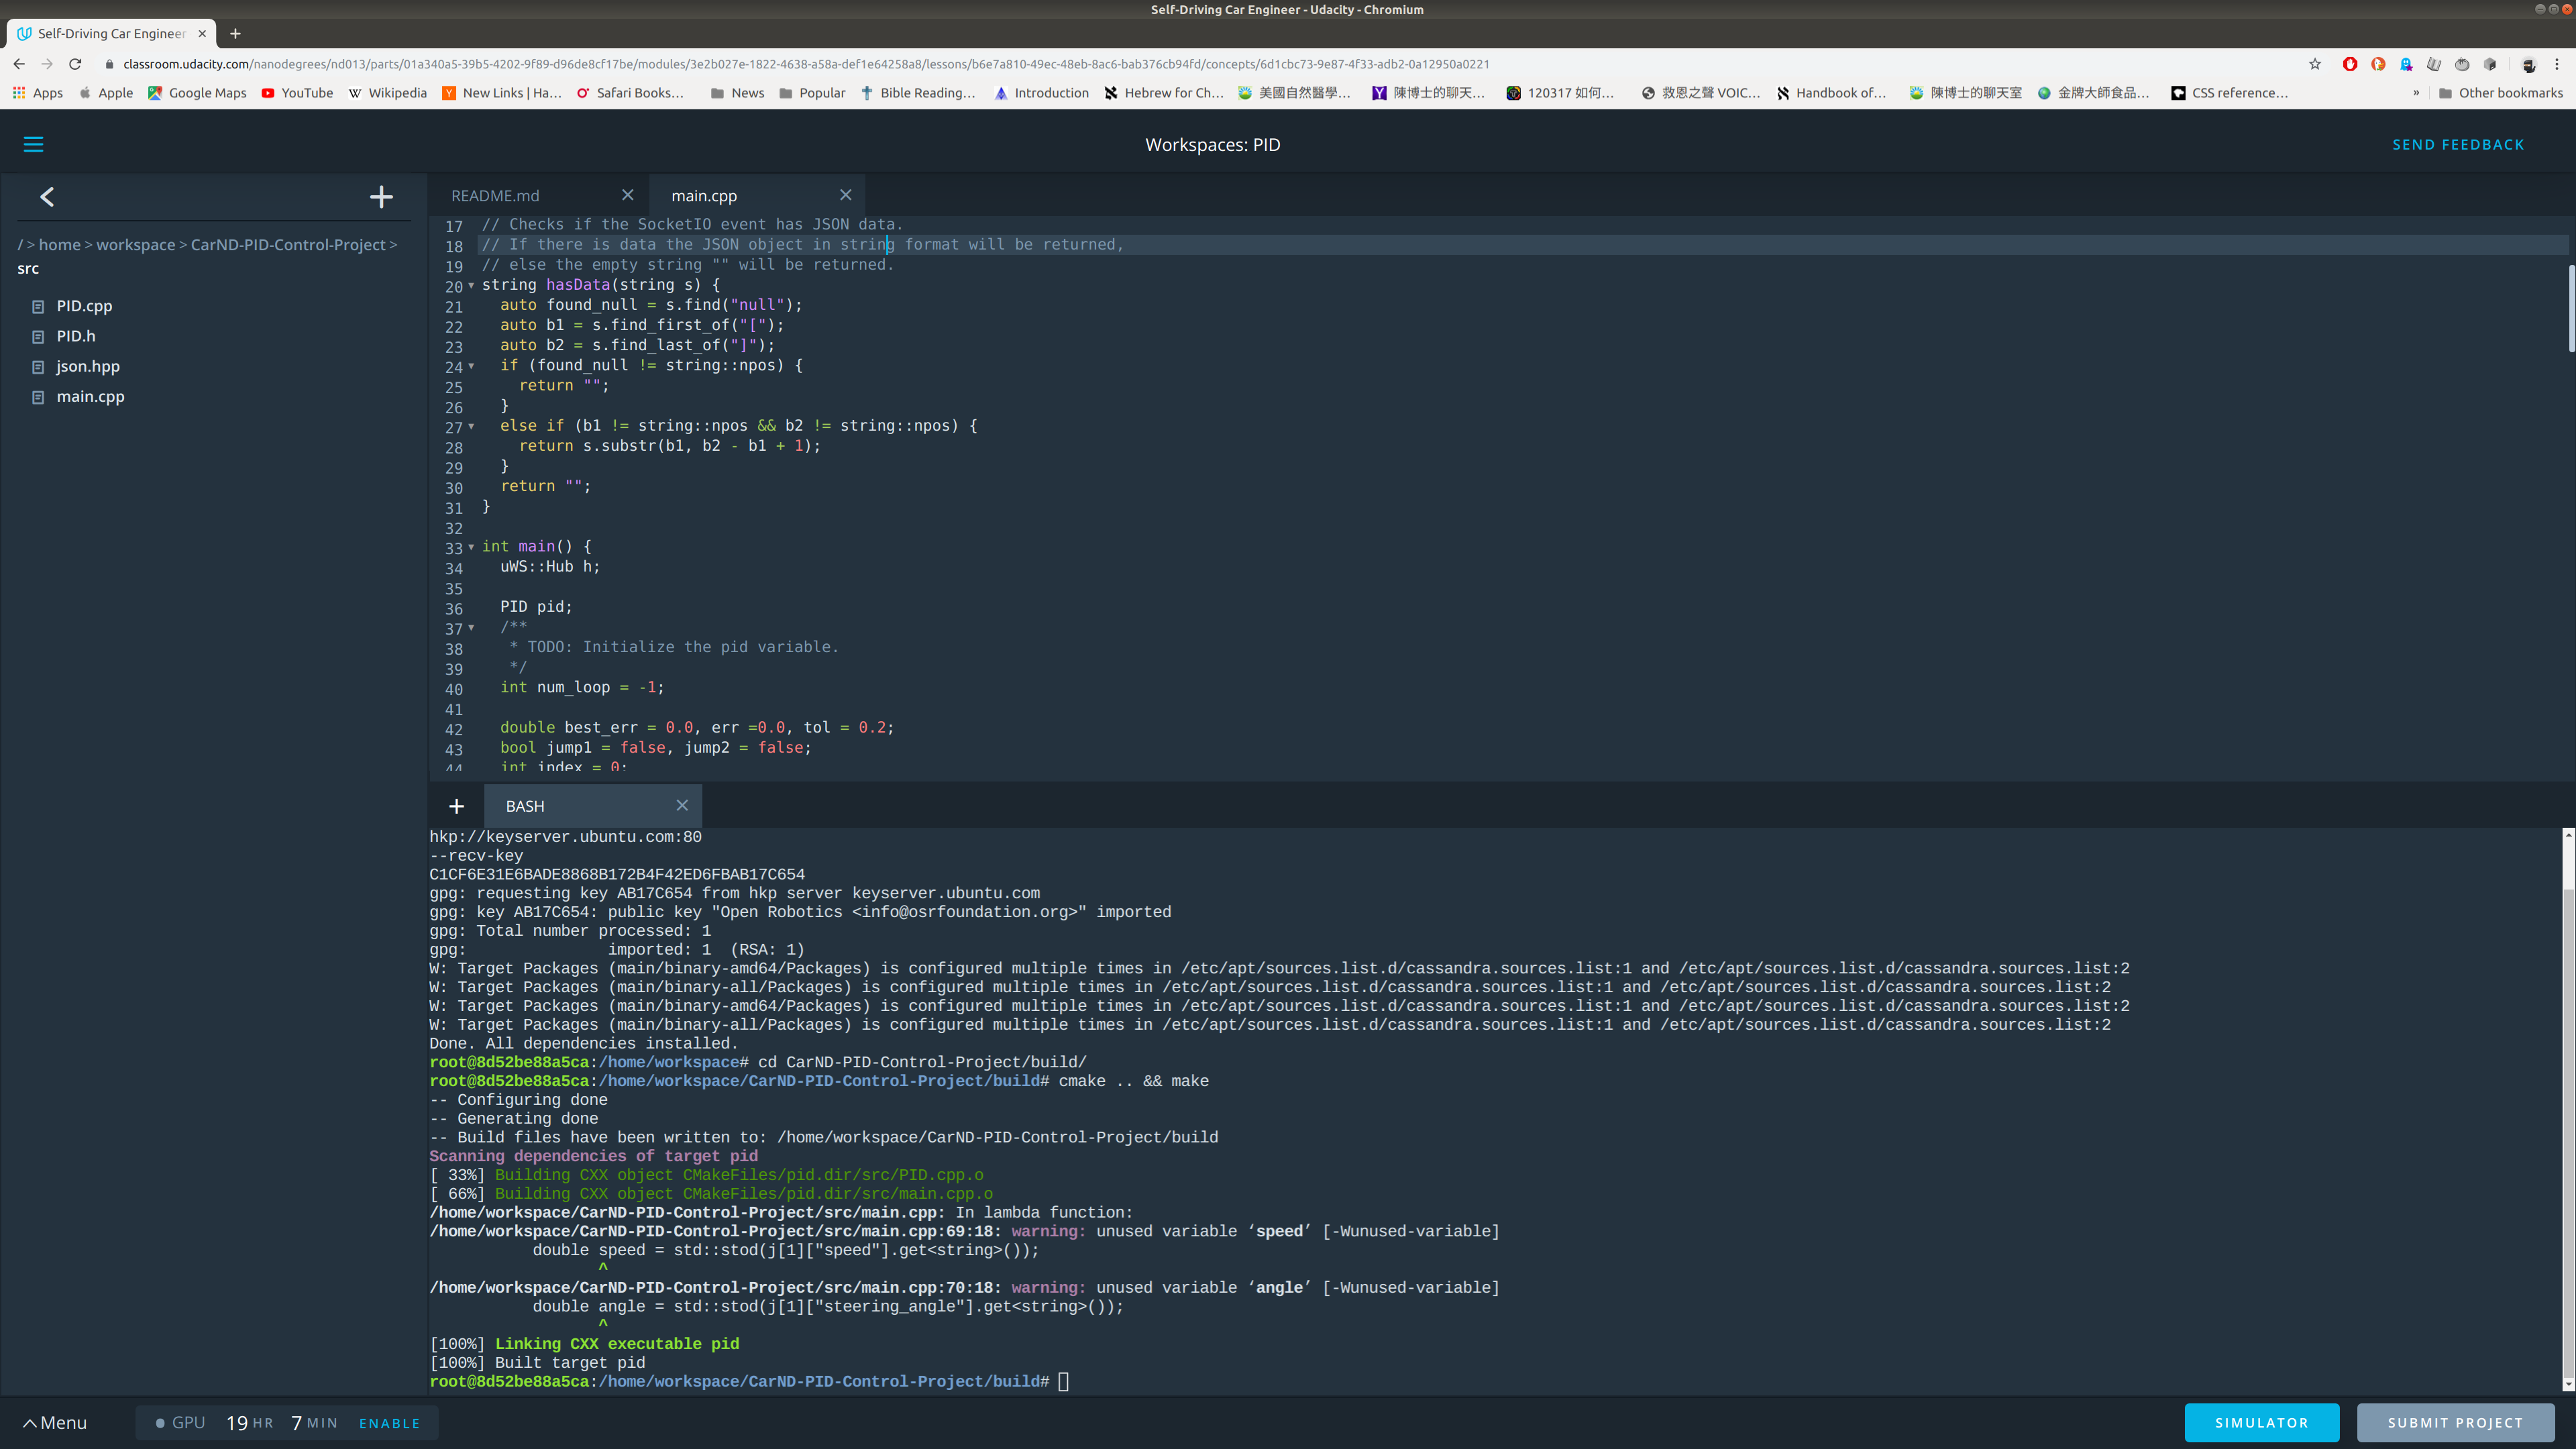 Self-Driving Car Engineer - Udacity - Chromium
Self-Driving Car Engineer
classroom.udacity.com/nanodegrees/nd013/parts/01a340a5-39b5-4202-9f89-d96de8cf17be/modules/3e2b027e-1822-4638-a58a-def1e64258a8/lessons/b6e7a810-49ec-48eb-8ac6-bab376cb94fd/concepts/6d1cbc73-9e87-4f33-adb2-0a12950a0221
Apps Apple Google Maps YouTube Wikipedia New Links | Ha… Safari Books… News Popular Bible Reading… Introduction Hebrew for Ch… 美國自然醫學… 陳博士的聊天… 120317 如何… 救恩之聲 VOIC… Handbook of… 陳博士的聊天室 金牌大師食品… CSS reference… » Other bookmarks
Workspaces: PID
SEND FEEDBACK
/ > home > workspace > CarND-PID-Control-Project >
src
PID.cpp
PID.h
json.hpp
main.cpp
README.md
main.cpp
17 // Checks if the SocketIO event has JSON data.
18 // If there is data the JSON object in string format will be returned,
19 // else the empty string "" will be returned.
20 string hasData(string s) {
21   auto found_null = s.find("null");
22   auto b1 = s.find_first_of("[");
23   auto b2 = s.find_last_of("]");
24   if (found_null != string::npos) {
25     return "";
26   }
27   else if (b1 != string::npos && b2 != string::npos) {
28     return s.substr(b1, b2 - b1 + 1);
29   }
30   return "";
31 }
32
33 int main() {
34   uWS::Hub h;
35
36   PID pid;
37   /**
38    * TODO: Initialize the pid variable.
39    */
40   int num_loop = -1;
41
42   double best_err = 0.0, err =0.0, tol = 0.2;
43   bool jump1 = false, jump2 = false;
44   int index = 0;
BASH
hkp://keyserver.ubuntu.com:80
--recv-key
C1CF6E31E6BADE8868B172B4F42ED6FBAB17C654
gpg: requesting key AB17C654 from hkp server keyserver.ubuntu.com
gpg: key AB17C654: public key "Open Robotics <info@osrfoundation.org>" imported
gpg: Total number processed: 1
gpg:               imported: 1  (RSA: 1)
W: Target Packages (main/binary-amd64/Packages) is configured multiple times in /etc/apt/sources.list.d/cassandra.sources.list:1 and /etc/apt/sources.list.d/cassandra.sources.list:2
W: Target Packages (main/binary-all/Packages) is configured multiple times in /etc/apt/sources.list.d/cassandra.sources.list:1 and /etc/apt/sources.list.d/cassandra.sources.list:2
W: Target Packages (main/binary-amd64/Packages) is configured multiple times in /etc/apt/sources.list.d/cassandra.sources.list:1 and /etc/apt/sources.list.d/cassandra.sources.list:2
W: Target Packages (main/binary-all/Packages) is configured multiple times in /etc/apt/sources.list.d/cassandra.sources.list:1 and /etc/apt/sources.list.d/cassandra.sources.list:2
Done. All dependencies installed.
root@8d52be88a5ca:/home/workspace# cd CarND-PID-Control-Project/build/
root@8d52be88a5ca:/home/workspace/CarND-PID-Control-Project/build# cmake .. && make
-- Configuring done
-- Generating done
-- Build files have been written to: /home/workspace/CarND-PID-Control-Project/build
Scanning dependencies of target pid
[ 33%] Building CXX object CMakeFiles/pid.dir/src/PID.cpp.o
[ 66%] Building CXX object CMakeFiles/pid.dir/src/main.cpp.o
/home/workspace/CarND-PID-Control-Project/src/main.cpp: In lambda function:
/home/workspace/CarND-PID-Control-Project/src/main.cpp:69:18: warning: unused variable ‘speed’ [-Wunused-variable]
           double speed = std::stod(j[1]["speed"].get<string>());
                  ^
/home/workspace/CarND-PID-Control-Project/src/main.cpp:70:18: warning: unused variable ‘angle’ [-Wunused-variable]
           double angle = std::stod(j[1]["steering_angle"].get<string>());
                  ^
[100%] Linking CXX executable pid
[100%] Built target pid
root@8d52be88a5ca:/home/workspace/CarND-PID-Control-Project/build#
Menu GPU 19 HR 7 MIN ENABLE SIMULATOR SUBMIT PROJECT